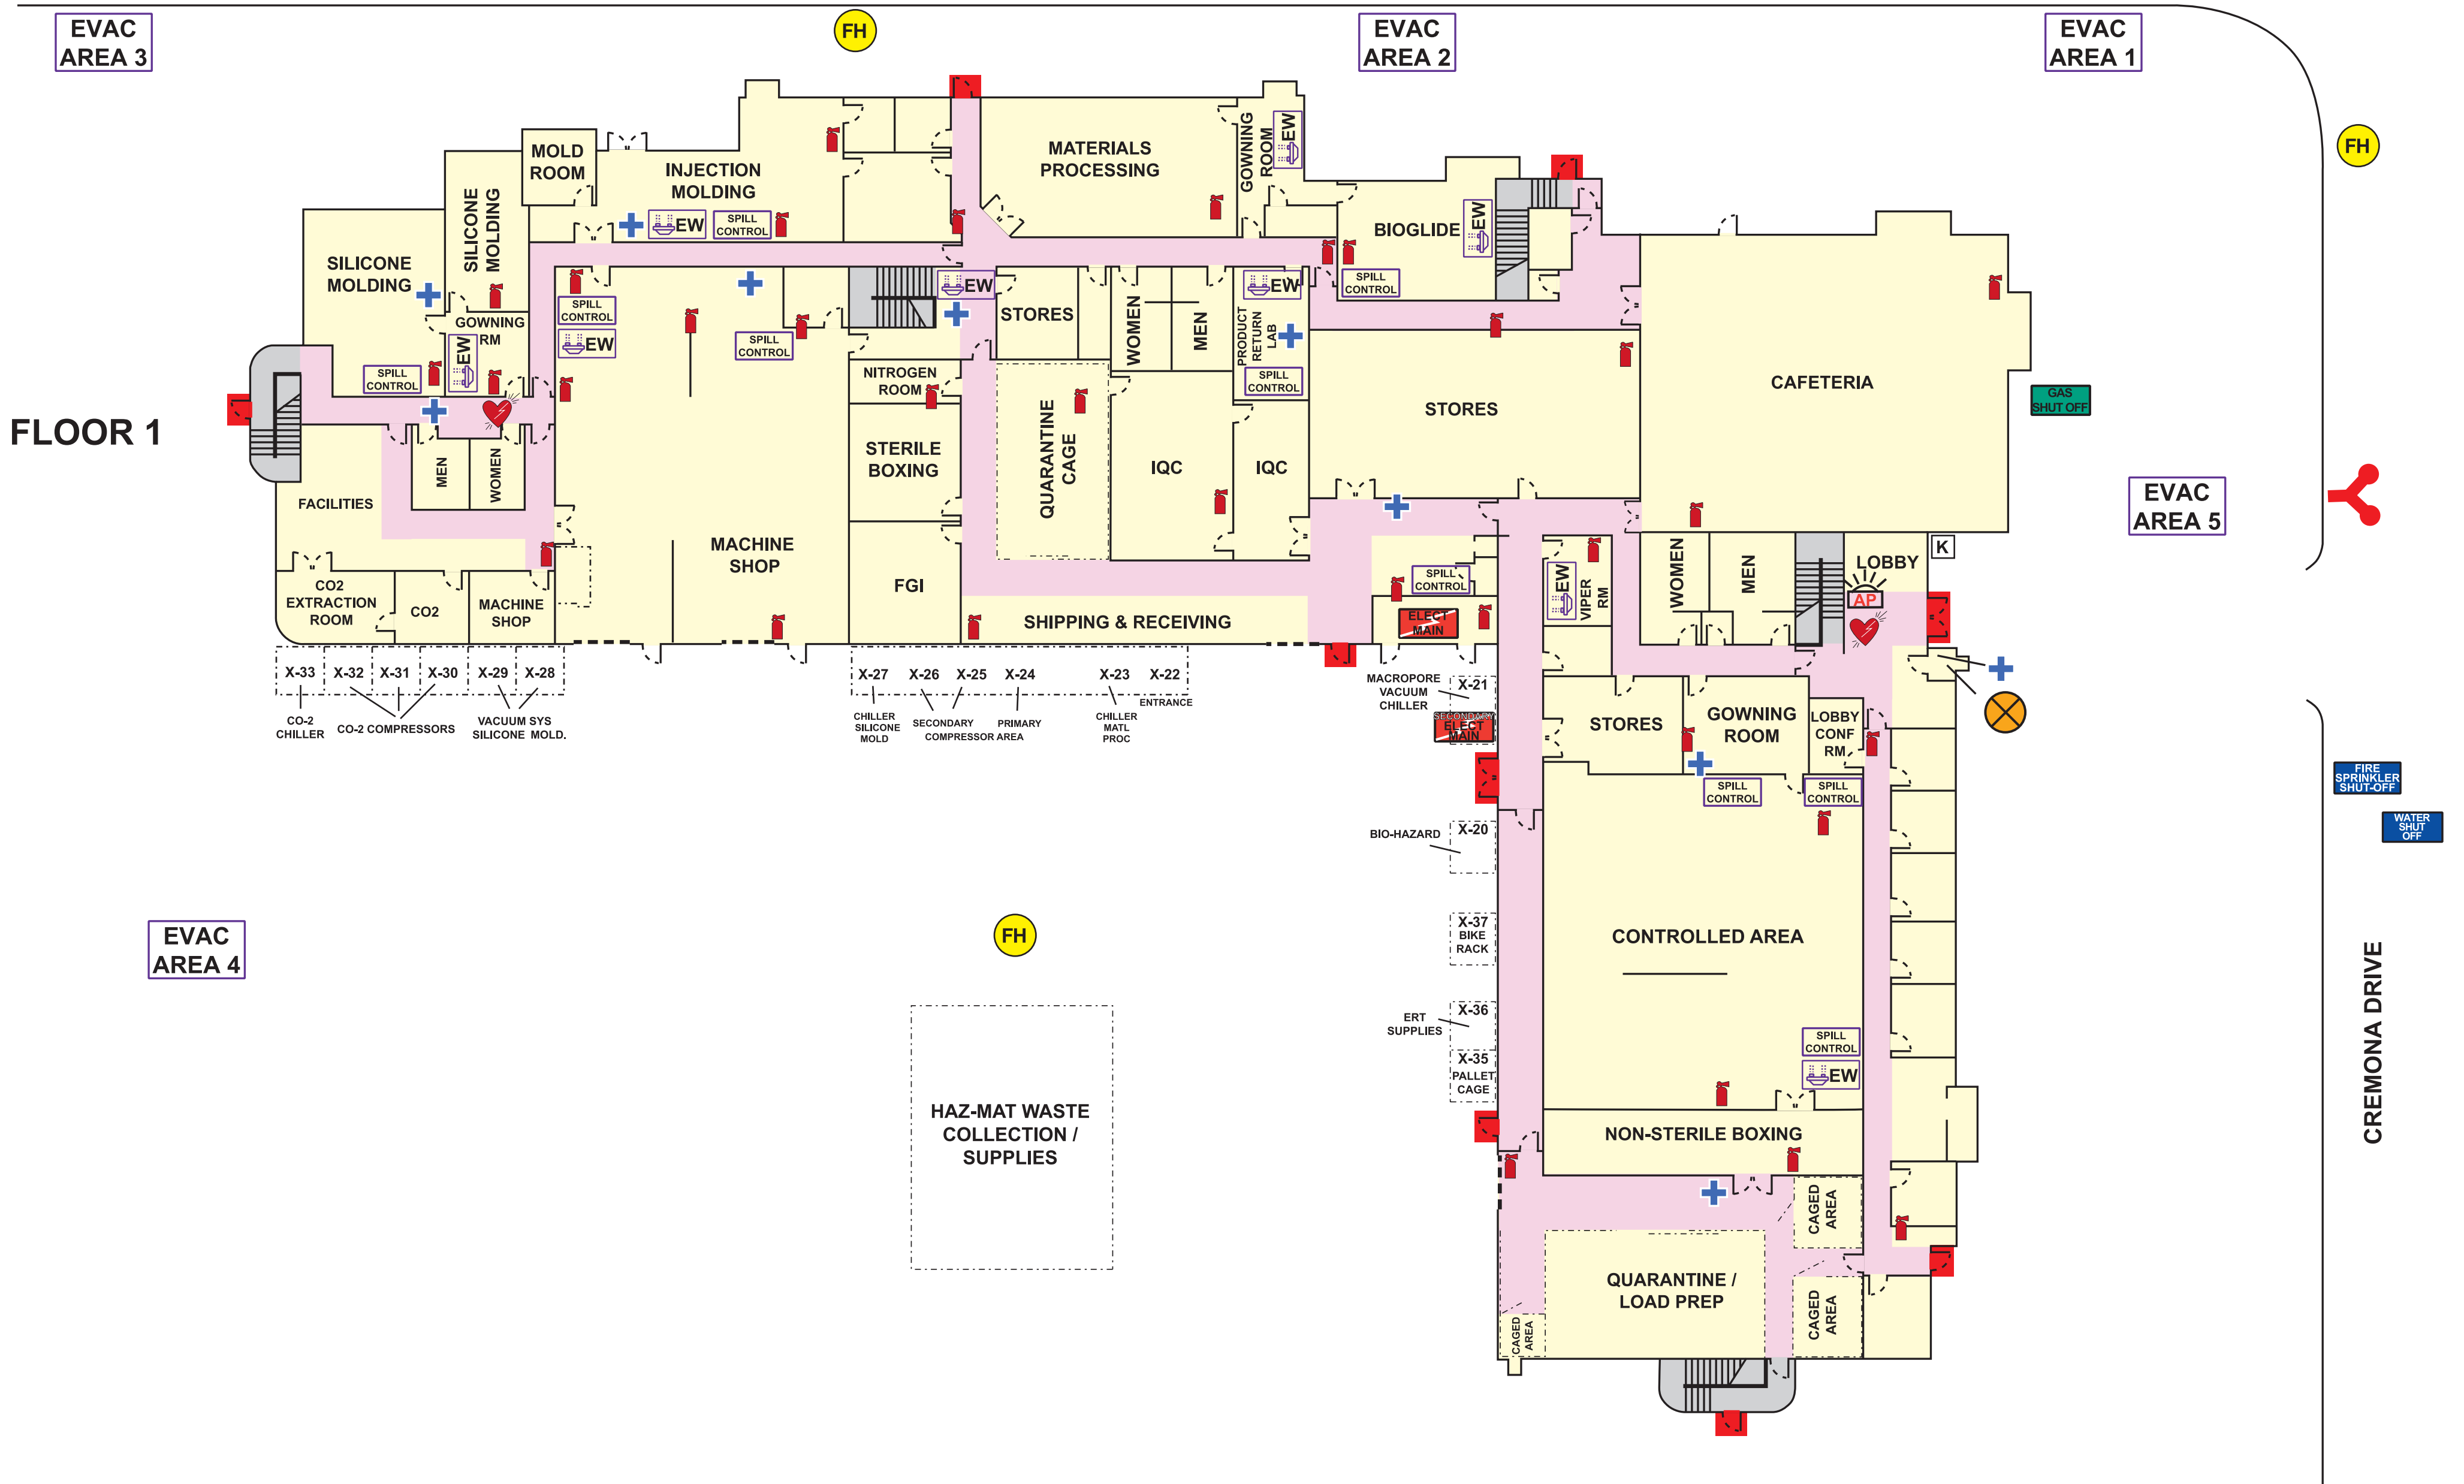 EVAC
AREA 3
FH
EVAC
AREA 2
EVAC
AREA 1
FH
MOLD
ROOM
INJECTION
MOLDING
MATERIALS
PROCESSING
GOWNING
ROOM
EW
SILICONE
MOLDING
SILICONE
MOLDING
EW
SPILL
CONTROL
BIOGLIDE
EW
SPILL
CONTROL
SPILL
CONTROL
EW
SPILL
CONTROL
EW
STORES
WOMEN
MEN
EW
PRODUCT
RETURN
LAB
SPILL
CONTROL
GOWNING
RM
EW
SPILL
CONTROL
NITROGEN
ROOM
CAFETERIA
GAS
SHUT OFF
FLOOR 1
STORES
STERILE
BOXING
QUARANTINE
CAGE
IQC
IQC
MEN
WOMEN
FACILITIES
EVAC
AREA 5
MACHINE
SHOP
FGI
K
LOBBY
AP
WOMEN
MEN
SPILL
CONTROL
EW
VIPER
RM
CO2
EXTRACTION
ROOM
CO2
MACHINE
SHOP
SHIPPING & RECEIVING
ELECT
MAIN
X-33
X-32
X-31
X-30
X-29
X-28
X-27
X-26
X-25
X-24
X-23
X-22
ENTRANCE
CO-2
CHILLER
CO-2 COMPRESSORS
VACUUM SYS
SILICONE MOLD.
CHILLER
SILICONE
MOLD
SECONDARY
PRIMARY
COMPRESSOR AREA
CHILLER
MATL
PROC
MACROPORE
VACUUM
CHILLER
X-21
SECONDARY
ELECT
MAIN
STORES
GOWNING
ROOM
LOBBY
CONF
RM
SPILL
CONTROL
SPILL
CONTROL
FIRE
SPRINKLER
SHUT-OFF
WATER
SHUT
OFF
BIO-HAZARD
X-20
X-37
BIKE
RACK
CONTROLLED AREA
EVAC
AREA 4
FH
ERT
SUPPLIES
X-36
X-35
PALLET
CAGE
SPILL
CONTROL
EW
CREMONA DRIVE
HAZ-MAT WASTE
COLLECTION /
SUPPLIES
NON-STERILE BOXING
CAGED
AREA
QUARANTINE /
LOAD PREP
CAGED
AREA
CAGED
AREA